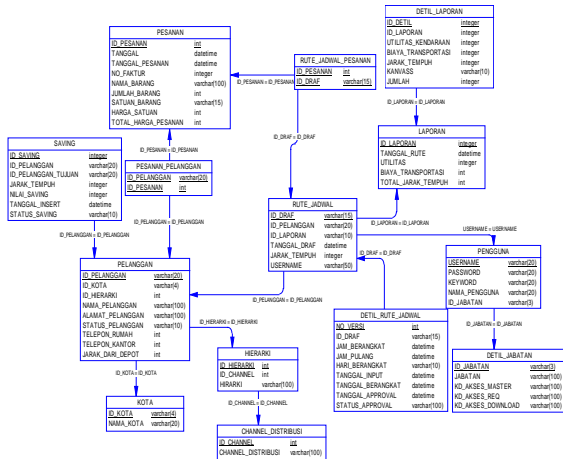 PESANAN
ID_PESANAN int
TANGGAL datetime
TANGGAL_PESANAN datetime
NO_FAKTUR integer
NAMA_BARANG varchar(100)
JUMLAH_BARANG int
SATUAN_BARANG varchar(15)
HARGA_SATUAN int
TOTAL_HARGA_PESANAN int
RUTE_JADWAL_PESANAN
ID_PESANAN int
ID_DRAF varchar(15)
DETIL_LAPORAN
ID_DETIL integer
ID_LAPORAN integer
UTILITAS_KENDARAAN integer
BIAYA_TRANSPORTASI integer
JARAK_TEMPUH integer
KANVASS varchar(10)
JUMLAH integer
ID_PESANAN = ID_PESANAN
ID_LAPORAN = ID_LAPORAN
ID_DRAF = ID_DRAF
ID_PESANAN = ID_PESANAN
SAVING
ID_SAVING integer
ID_PELANGGAN varchar(20)
ID_PELANGGAN_TUJUAN varchar(20)
JARAK_TEMPUH integer
NILAI_SAVING integer
TANGGAL_INSERT datetime
STATUS_SAVING varchar(10)
PESANAN_PELANGGAN
ID_PELANGGAN varchar(20)
ID_PESANAN int
LAPORAN
ID_LAPORAN integer
TANGGAL_RUTE datetime
UTILITAS integer
BIAYA_TRANSPORTASI int
TOTAL_JARAK_TEMPUH int
RUTE_JADWAL
ID_DRAF varchar(15)
ID_PELANGGAN varchar(20)
ID_LAPORAN varchar(10)
TANGGAL_DRAF datetime
JARAK_TEMPUH integer
USERNAME varchar(50)
ID_PELANGGAN = ID_PELANGGAN
ID_PELANGGAN = ID_PELANGGAN
ID_LAPORAN = ID_LAPORAN
USERNAME = USERNAME
ID_DRAF = ID_DRAF
PELANGGAN
ID_PELANGGAN varchar(20)
ID_KOTA varchar(4)
ID_HIERARKI int
NAMA_PELANGGAN varchar(100)
ALAMAT_PELANGGAN varchar(100)
STATUS_PELANGGAN varchar(10)
TELEPON_RUMAH int
TELEPON_KANTOR int
JARAK_DARI_DEPOT int
ID_PELANGGAN = ID_PELANGGAN
PENGGUNA
USERNAME varchar(20)
PASSWORD varchar(20)
KEYWORD varchar(20)
NAMA_PENGGUNA varchar(20)
ID_JABATAN varchar(3)
DETIL_RUTE_JADWAL
NO_VERSI int
ID_DRAF varchar(15)
JAM_BERANGKAT datetime
JAM_PULANG datetime
HARI_BERANGKAT varchar(10)
TANGGAL_INPUT datetime
TANGGAL_BERANGKAT datetime
TANGGAL_APPROVAL datetime
STATUS_APPROVAL varchar(100)
ID_HIERARKI = ID_HIERARKI
ID_JABATAN = ID_JABATAN
HIERARKI
ID_HIERARKI int
ID_CHANNEL int
HIRARKI varchar(100)
DETIL_JABATAN
ID_JABATAN varchar(3)
JABATAN varchar(100)
KD_AKSES_MASTER varchar(100)
KD_AKSES_REQ varchar(100)
KD_AKSES_DOWNLOAD varchar(100)
ID_KOTA = ID_KOTA
KOTA
ID_KOTA varchar(4)
NAMA_KOTA varchar(20)
ID_CHANNEL = ID_CHANNEL
CHANNEL_DISTRIBUSI
ID_CHANNEL int
CHANNEL_DISTRIBUSI varchar(100)